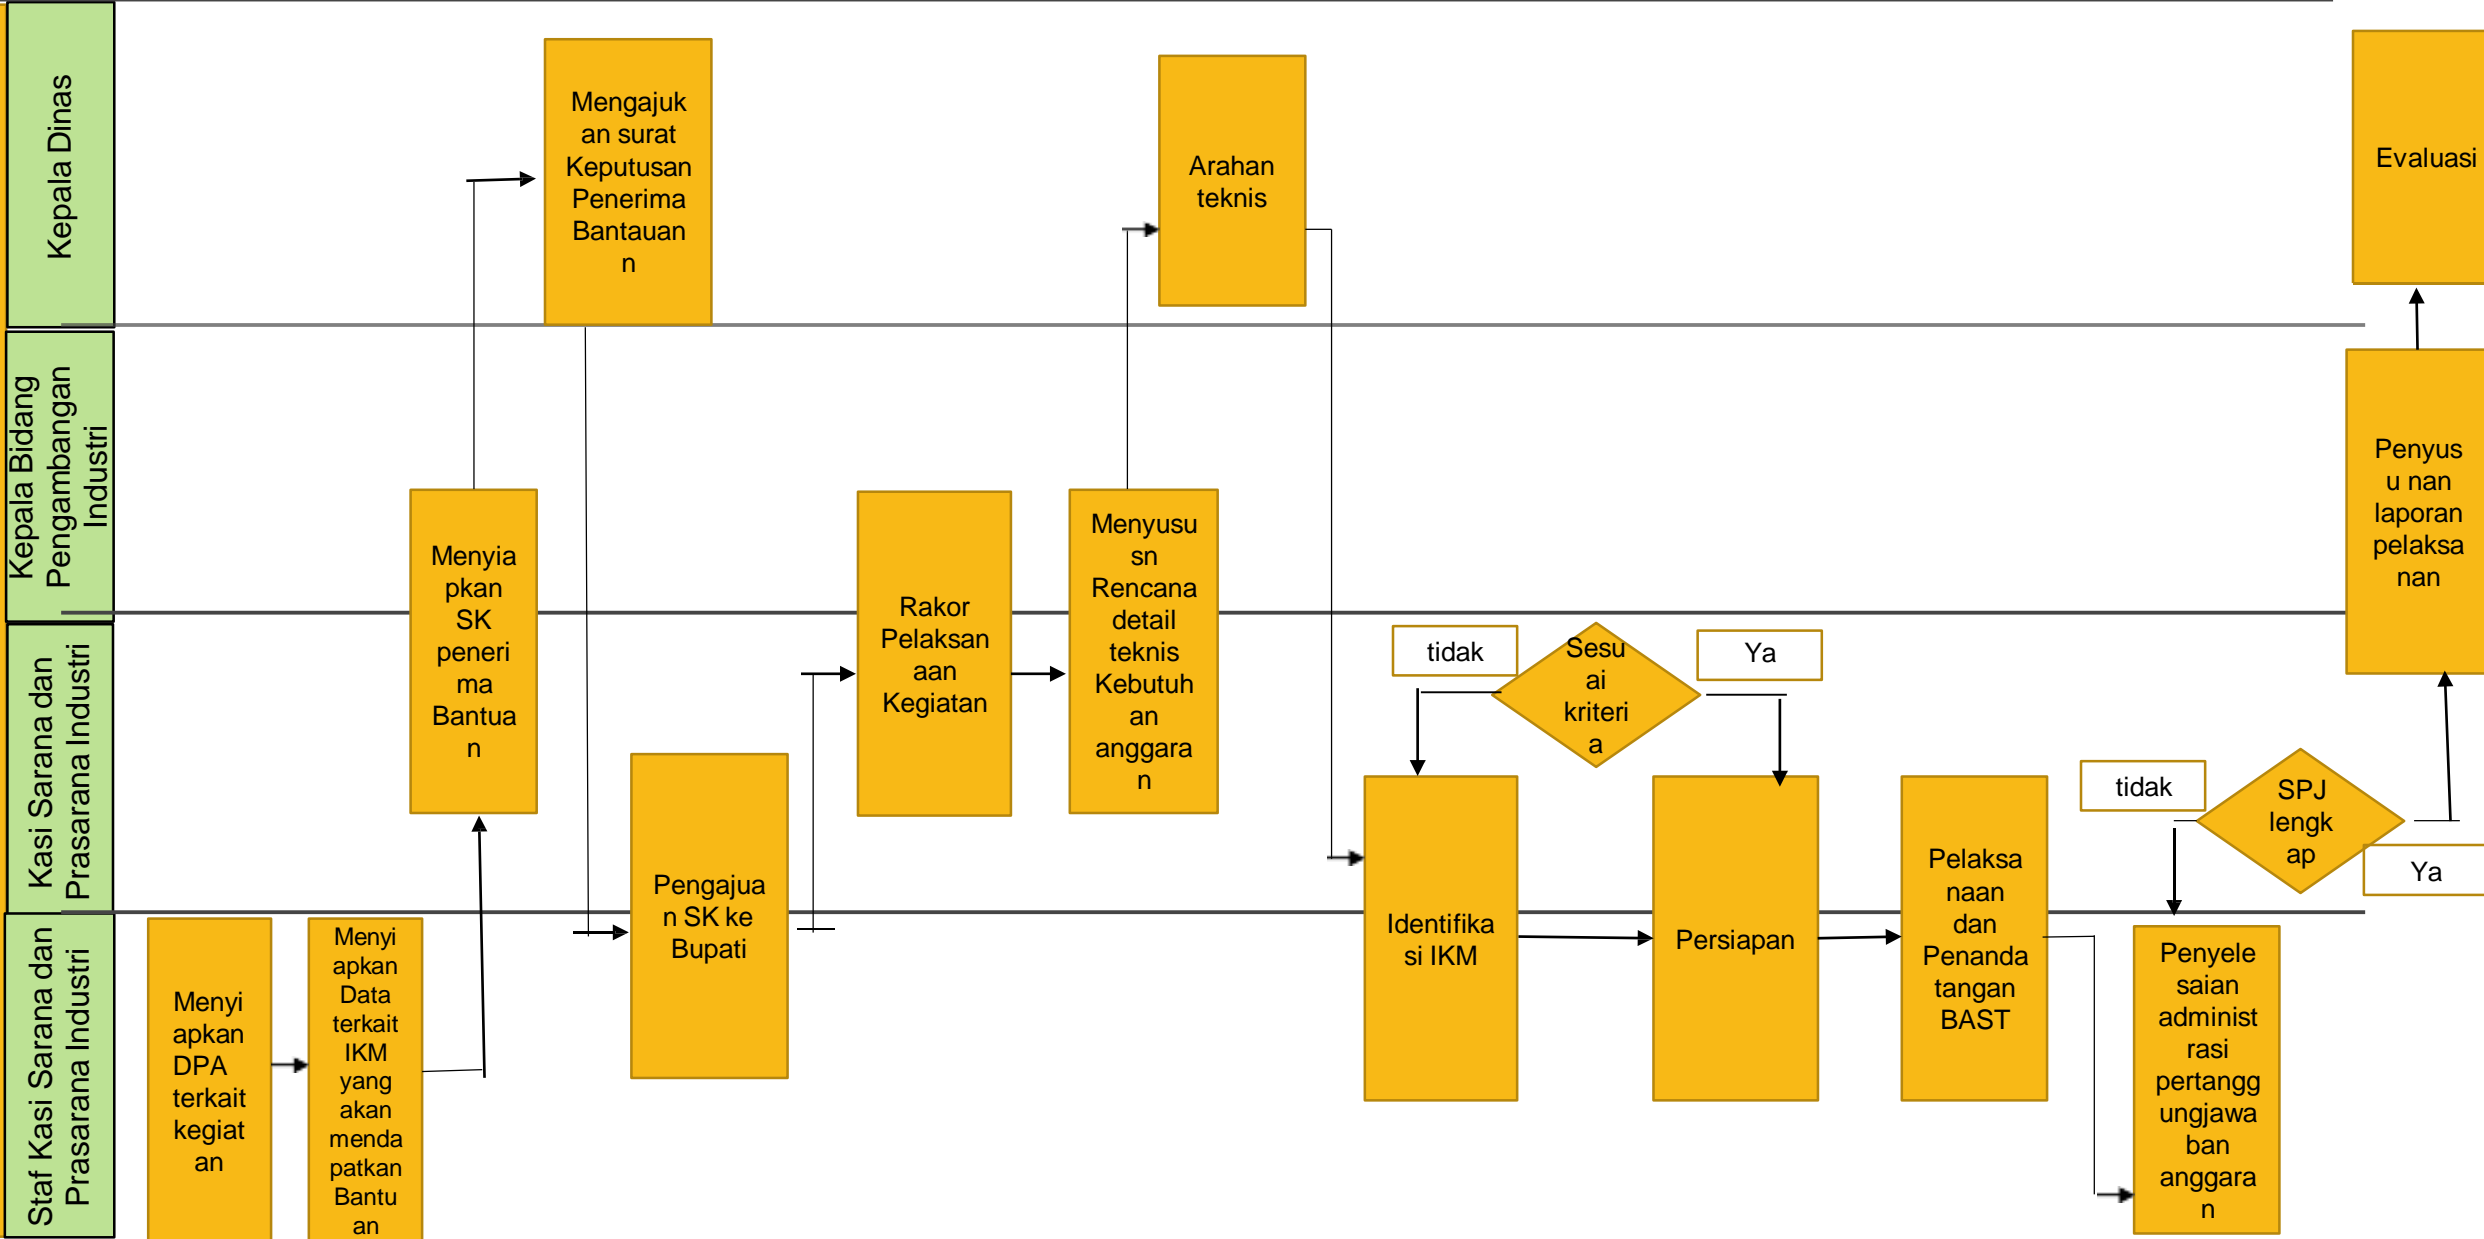 Kepala Dinas
Kepala Bidang
Pengambangan
Industri
Kasi Sarana dan
Prasarana Industri
Staf Kasi Sarana dan
Prasarana Industri
Menyi
apkan
DPA
terkait
kegiat
an
Menyi
apkan
Data
terkait
IKM
yang
akan
menda
patkan
Bantu
an
Menyia
pkan
SK
peneri
ma
Bantua
n
Mengajuk
an surat
Keputusan
Penerima
Bantauan
n
Pengajua
n SK ke
Bupati
Rakor
Pelaksan
aan
Kegiatan
Menyusu
sn
Rencana
detail
teknis
Kebutuh
an
anggara
n
Arahan
teknis
Identifika
si IKM
tidak
Sesu
ai
kriteri
a
Ya
Persiapan
Pelaksa
naan
dan
Penanda
tangan
BAST
Penyele
saian
administ
rasi
pertangg
ungjawa
ban
anggara
n
tidak
SPJ
lengk
ap
Ya
Penyus
u nan
laporan
pelaksa
nan
Evaluasi